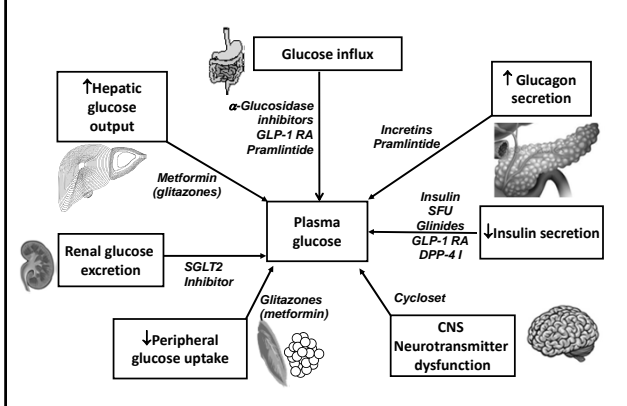 Glucose influx
↑Hepatic
glucose
output
↑ Glucagon
secretion
α-Glucosidase
inhibitors
GLP-1 RA
Pramlintide
Incretins
Pramlintide
Metformin
(glitazones)
Insulin
SFU
Glinides
GLP-1 RA
DPP-4 I
Plasma
glucose
↓Insulin secretion
Renal glucose
excretion
SGLT2
Inhibitor
Glitazones
(metformin)
Cycloset
↓Peripheral
glucose uptake
CNS
Neurotransmitter
dysfunction